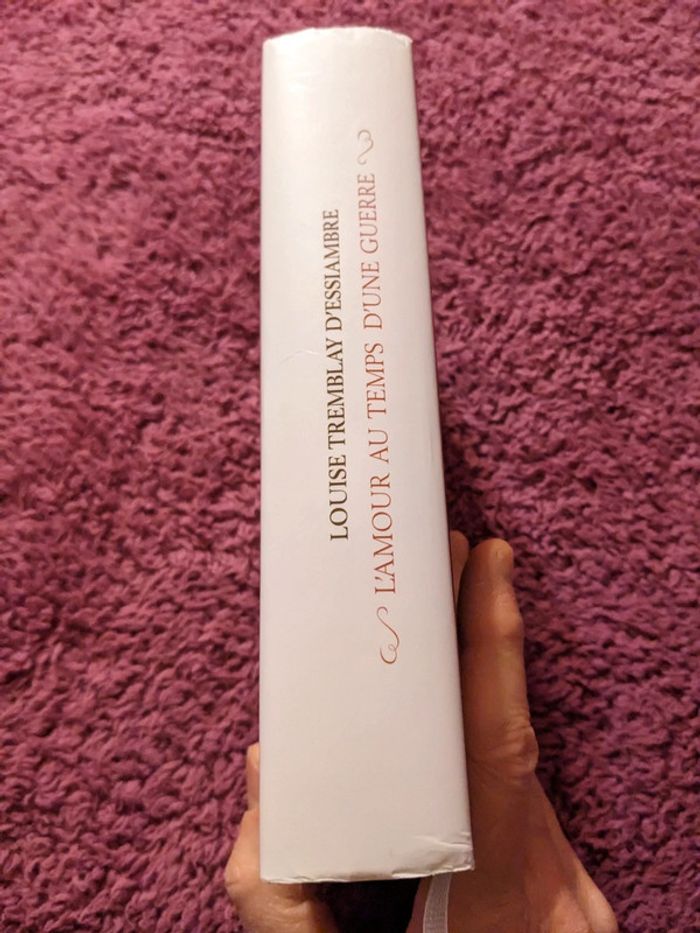 LOUISE TREMBLAY D'ESSIAMBRE
L'AMOUR AU TEMPS D'UNE GUERRE